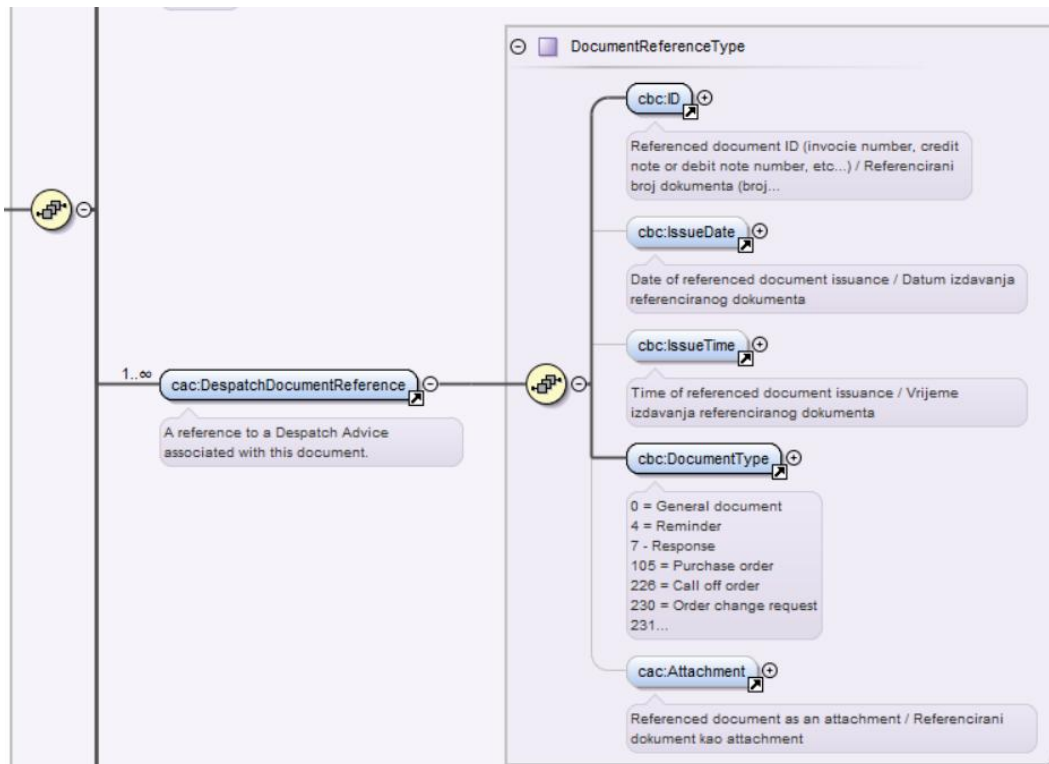 DocumentReferenceType
cbc:ID
Referenced document ID (invocie number, credit
note or debit note number, etc...) / Referencirani
broj dokumenta (broj...
cbc:IssueDate
Date of referenced document issuance / Datum izdavanja
referenciranog dokumenta
cbc:IssueTime
Time of referenced document issuance / Vrijeme
izdavanja referenciranog dokumenta
1..∞
cac:DespatchDocumentReference
A reference to a Despatch Advice
associated with this document.
cbc:DocumentType
0 = General document
4 = Reminder
7 - Response
105 = Purchase order
226 = Call off order
230 = Order change request
231...
cac:Attachment
Referenced document as an attachment / Referencirani
dokument kao attachment